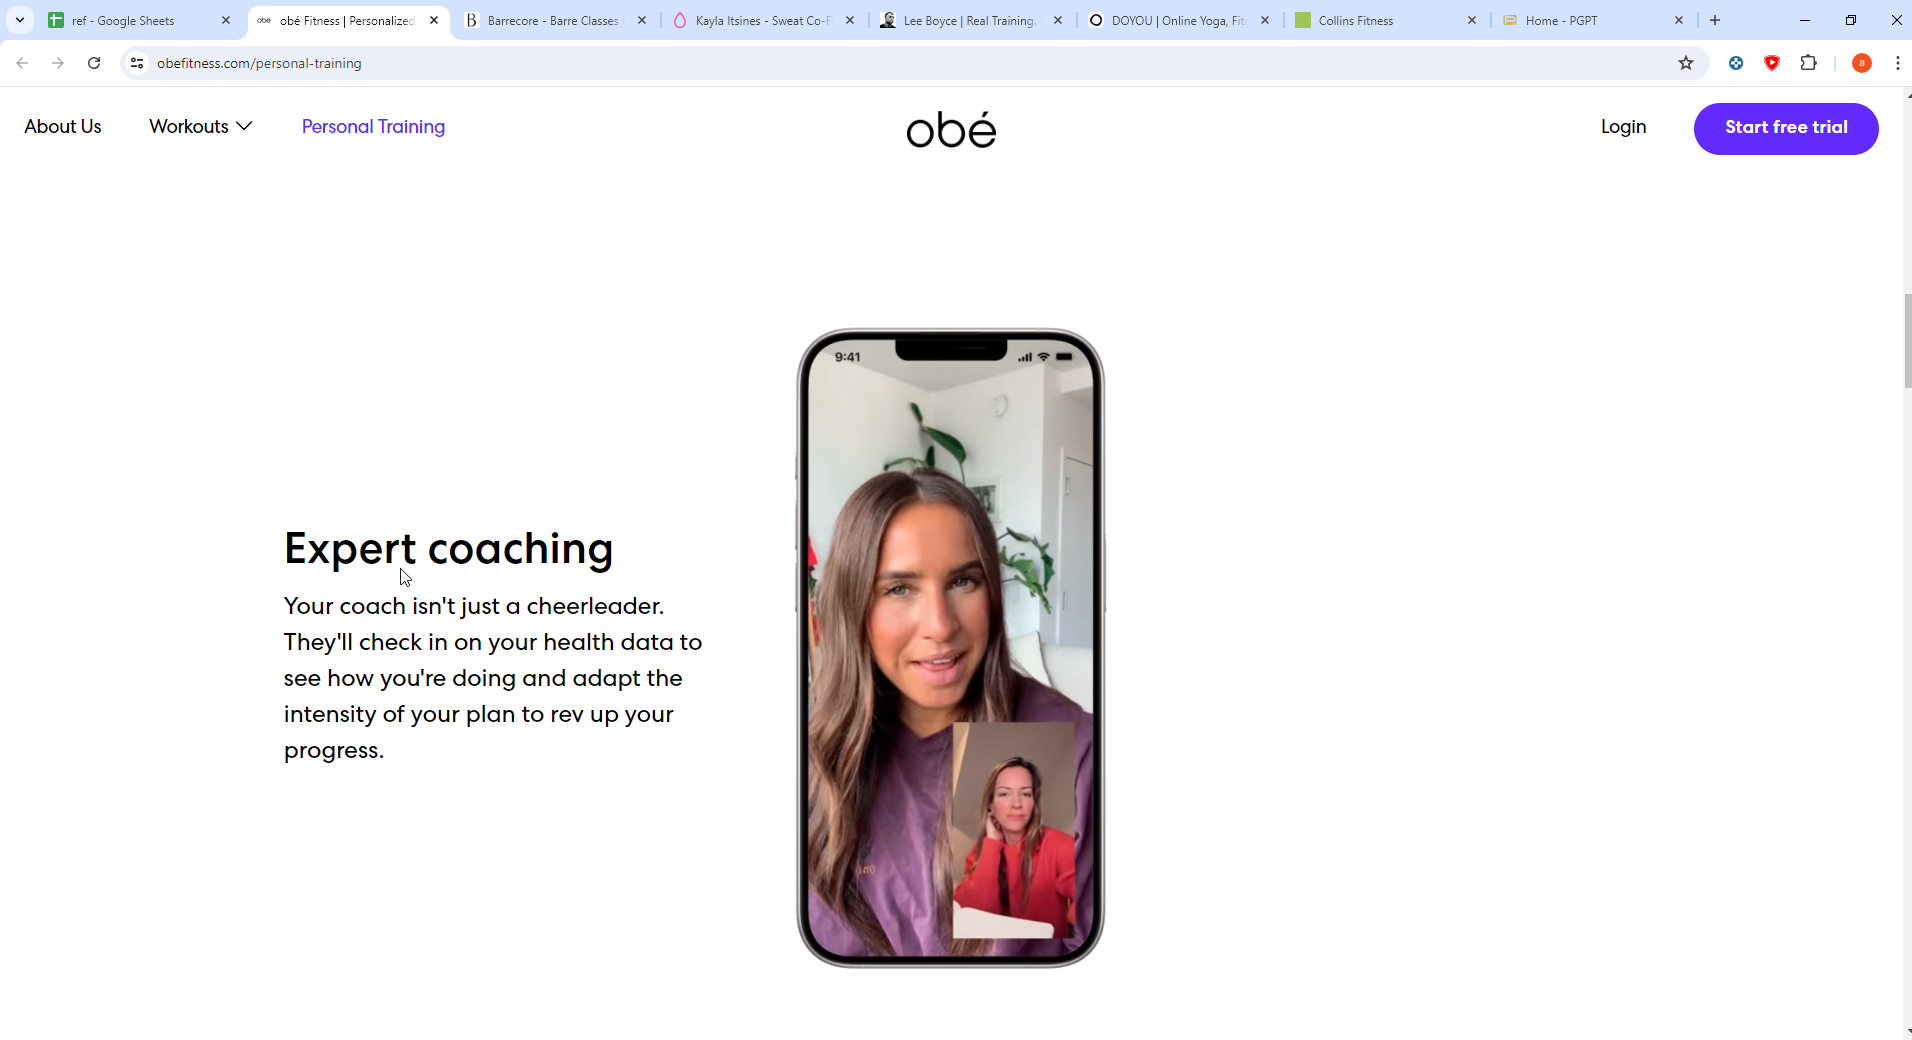 ref - Google Sheets
obé Fitness | Personalized
Barrecore - Barre Classes
Kayla Itsines - Sweat Co-F
Lee Boyce | Real Training.
DOYOU | Online Yoga, Fit
Collins Fitness
Home - PGPT
obefitness.com/personal-training
a
About Us
Workouts
Personal Training
obé
Login
Start free trial
9:41
Expert coaching
Your coach isn't just a cheerleader.
They'll check in on your health data to
see how you're doing and adapt the
intensity of your plan to rev up your
progress.